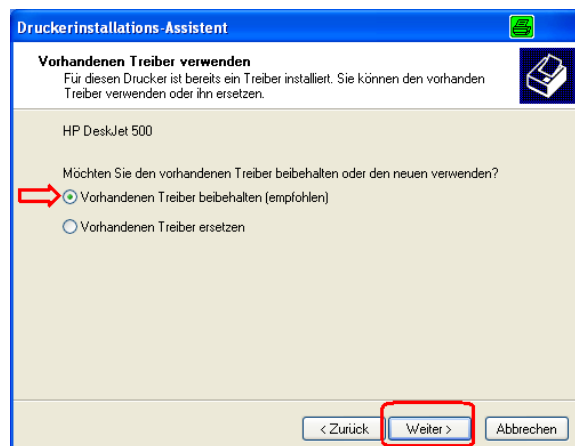 Druckerinstallations-Assistent
Vorhandenen Treiber verwenden
Für diesen Drucker ist bereits ein Treiber installiert. Sie können den vorhanden
Treiber verwenden oder ihn ersetzen.
HP DeskJet 500
Möchten Sie den vorhandenen Treiber beibehalten oder den neuen verwenden?
Vorhandenen Treiber beibehalten (empfohlen)
Vorhandenen Treiber ersetzen
< Zurück Weiter > Abbrechen